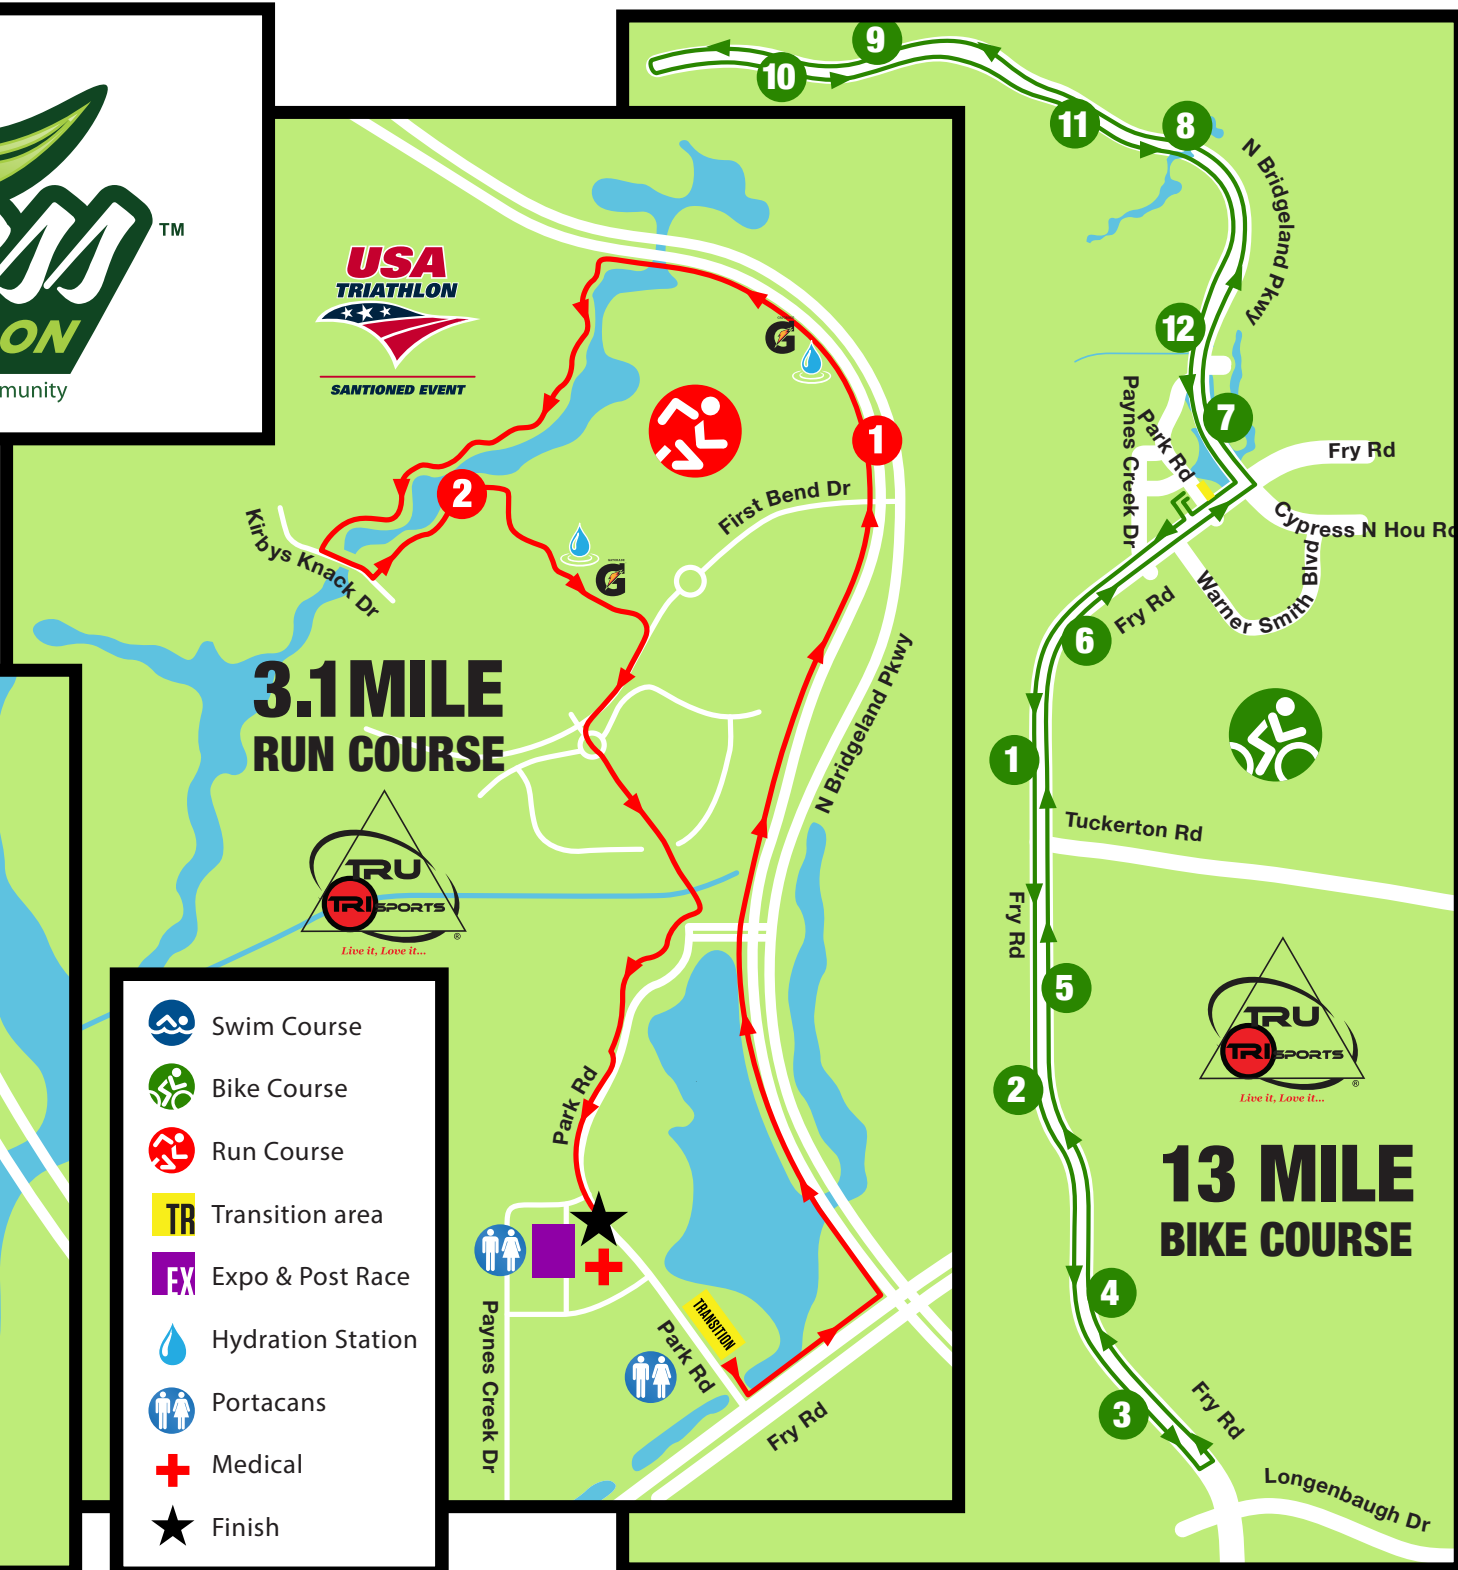 TM
ON
munity
USA
TRIATHLON
SANTIONED EVENT
G
1
2
First Bend Dr
Kirbys Knack Dr
G
3.1 MILE
RUN COURSE
N Bridgeland Pkwy
TRU
TRI SPORTS
®
Live it, Love it...
Park Rd
Paynes Creek Dr
TRANSITION
Park Rd
Fry Rd
Swim Course
Bike Course
Run Course
TR Transition area
EX Expo & Post Race
Hydration Station
Portacans
Medical
Finish
9
10
11
8
N Bridgeland Pkwy
12
7
Paynes Creek Dr
Park Rd
Fry Rd
Cypress N Hou Rd
Warner Smith Blvd
Fry Rd
6
1
Tuckerton Rd
Fry Rd
5
2
TRU
TRI SPORTS
®
Live it, Love it...
13 MILE
BIKE COURSE
4
3
Fry Rd
Longenbaugh Dr